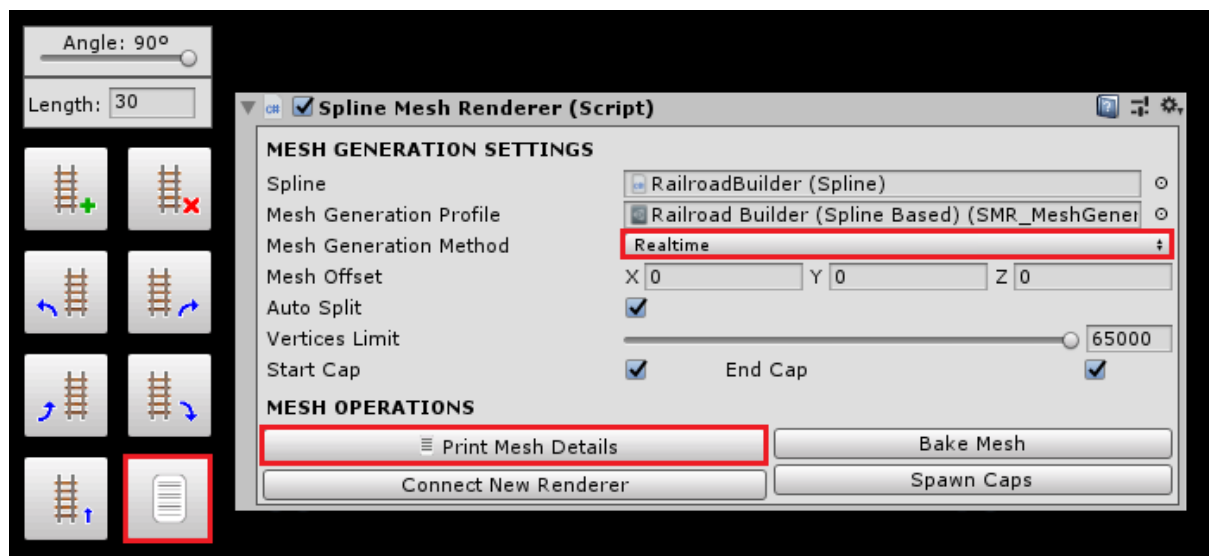 Angle: 90º
Length: 30
c# Spline Mesh Renderer (Script)
MESH GENERATION SETTINGS
Spline RailroadBuilder (Spline)
Mesh Generation Profile Railroad Builder (Spline Based) (SMR_MeshGener
Mesh Generation Method Realtime
Mesh Offset X 0 Y 0 Z 0
Auto Split
Vertices Limit 65000
Start Cap End Cap
MESH OPERATIONS
Print Mesh Details Bake Mesh
Connect New Renderer Spawn Caps